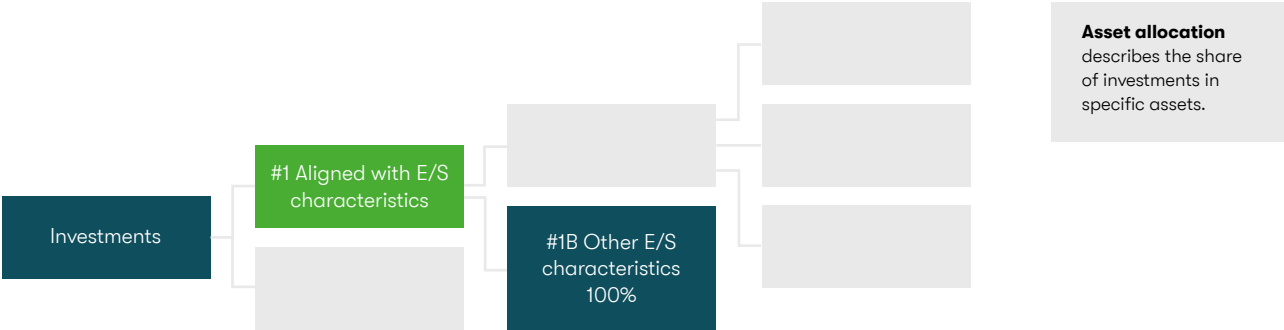 Investments
#1 Aligned with E/S
characteristics
#1B Other E/S
characteristics
100%
Asset allocation
describes the share
of investments in
specific assets.